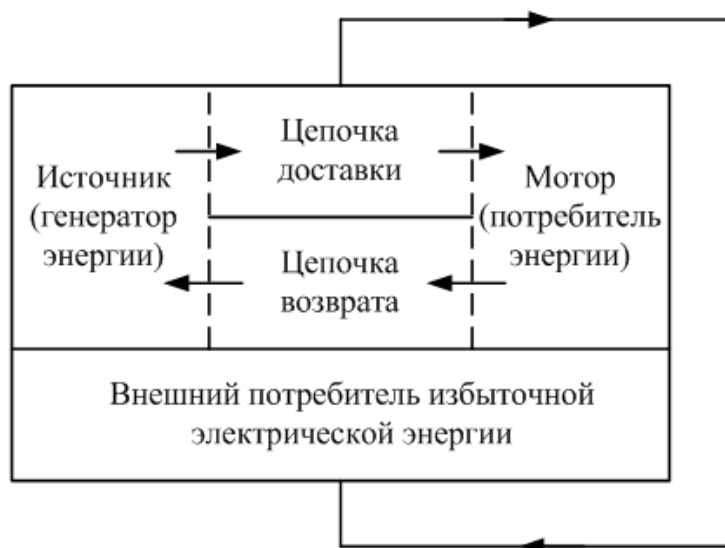 Источник
(генератор
энергии)
Цепочка
доставки
Цепочка
возврата
Мотор
(потребитель
энергии)
Внешний потребитель избыточной
электрической энергии